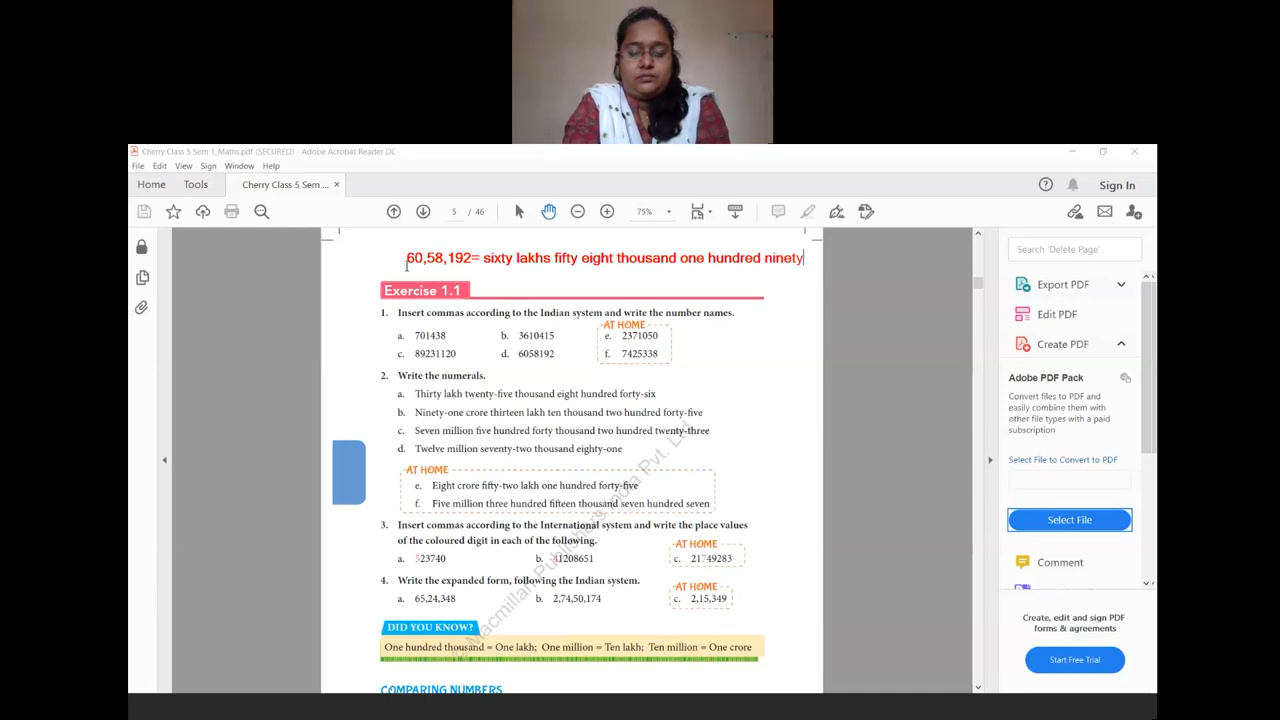 Cherry Class 5 Sem 1_Maths.pdf (SECURED) - Adobe Acrobat Reader DC
File Edit View Sign Window Help
Home Tools Cherry Class 5 Sem ... × Sign In
5 / 46 75%
60,58,192= sixty lakhs fifty eight thousand one hundred ninety
Exercise 1.1
1. Insert commas according to the Indian system and write the number names.
AT HOME
a. 701438 b. 3610415 e. 2371050
c. 89231120 d. 6058192 f. 7425338
2. Write the numerals.
a. Thirty lakh twenty-five thousand eight hundred forty-six
b. Ninety-one crore thirteen lakh ten thousand two hundred forty-five
c. Seven million five hundred forty thousand two hundred twenty-three
d. Twelve million seventy-two thousand eighty-one
AT HOME
e. Eight crore fifty-two lakh one hundred forty-five
f. Five million three hundred fifteen thousand seven hundred seven
3. Insert commas according to the International system and write the place values
of the coloured digit in each of the following.
AT HOME
a. 523740 b. 41208651 c. 21749283
4. Write the expanded form, following the Indian system.
AT HOME
a. 65,24,348 b. 2,74,50,174 c. 2,15,349
DID YOU KNOW?
One hundred thousand = One lakh; One million = Ten lakh; Ten million = One crore
COMPARING NUMBERS
Macmillan Publishers India Pvt. Ltd
Search 'Delete Page'
Export PDF
Edit PDF
Create PDF
Adobe PDF Pack
Convert files to PDF and
easily combine them with
other file types with a paid
subscription
Select File to Convert to PDF
Select File
Comment
Create, edit and sign PDF
forms & agreements
Start Free Trial